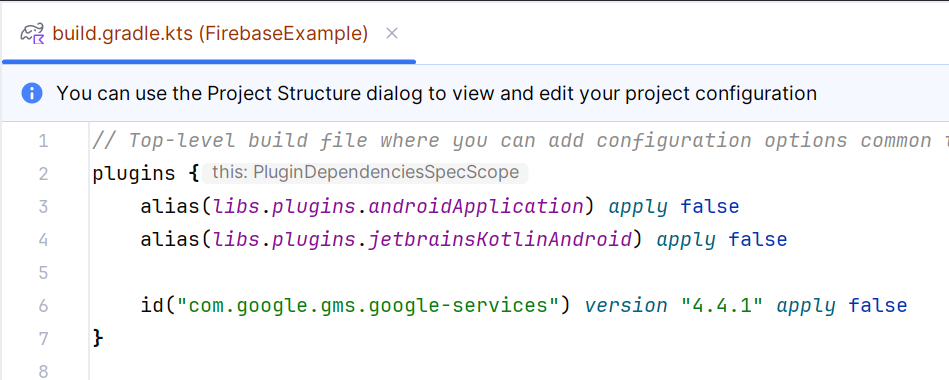 build.gradle.kts (FirebaseExample)
You can use the Project Structure dialog to view and edit your project configuration
1 // Top-level build file where you can add configuration options common
2 plugins { this: PluginDependenciesSpecScope
3 alias(libs.plugins.androidApplication) apply false
4 alias(libs.plugins.jetbrainsKotlinAndroid) apply false
5
6 id("com.google.gms.google-services") version "4.4.1" apply false
7 }
8